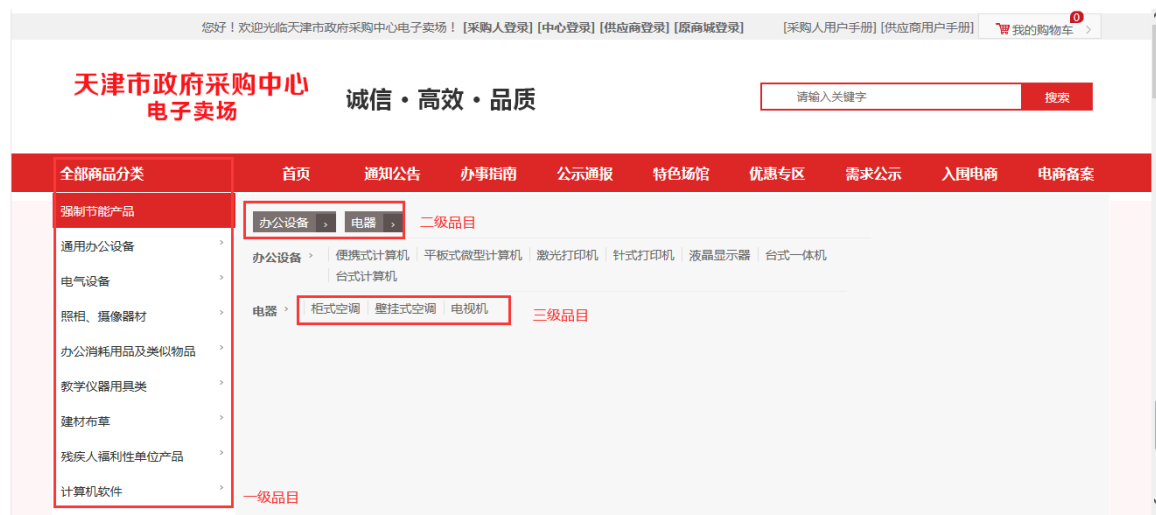 您好！欢迎光临天津市政府采购中心电子卖场！ [采购人登录] [中心登录] [供应商登录] [原商城登录] [采购人用户手册] [供应商用户手册] 我的购物车 > 0
天津市政府采购中心
电子卖场
诚信・高效・品质
请输入关键字 搜索
全部商品分类 首页 通知公告 办事指南 公示通报 特色场馆 优惠专区 需求公示 入围电商 电商备案
强制节能产品
通用办公设备 >
电气设备 >
照相、摄像器材 >
办公消耗用品及类似物品 >
教学仪器用具类 >
建材布草 >
残疾人福利性单位产品 >
计算机软件 >
一级品目
办公设备 > 电器 > 二级品目
办公设备 > 便携式计算机 平板式微型计算机 激光打印机 针式打印机 液晶显示器 台式一体机
台式计算机
电器 > 柜式空调 壁挂式空调 电视机 三级品目